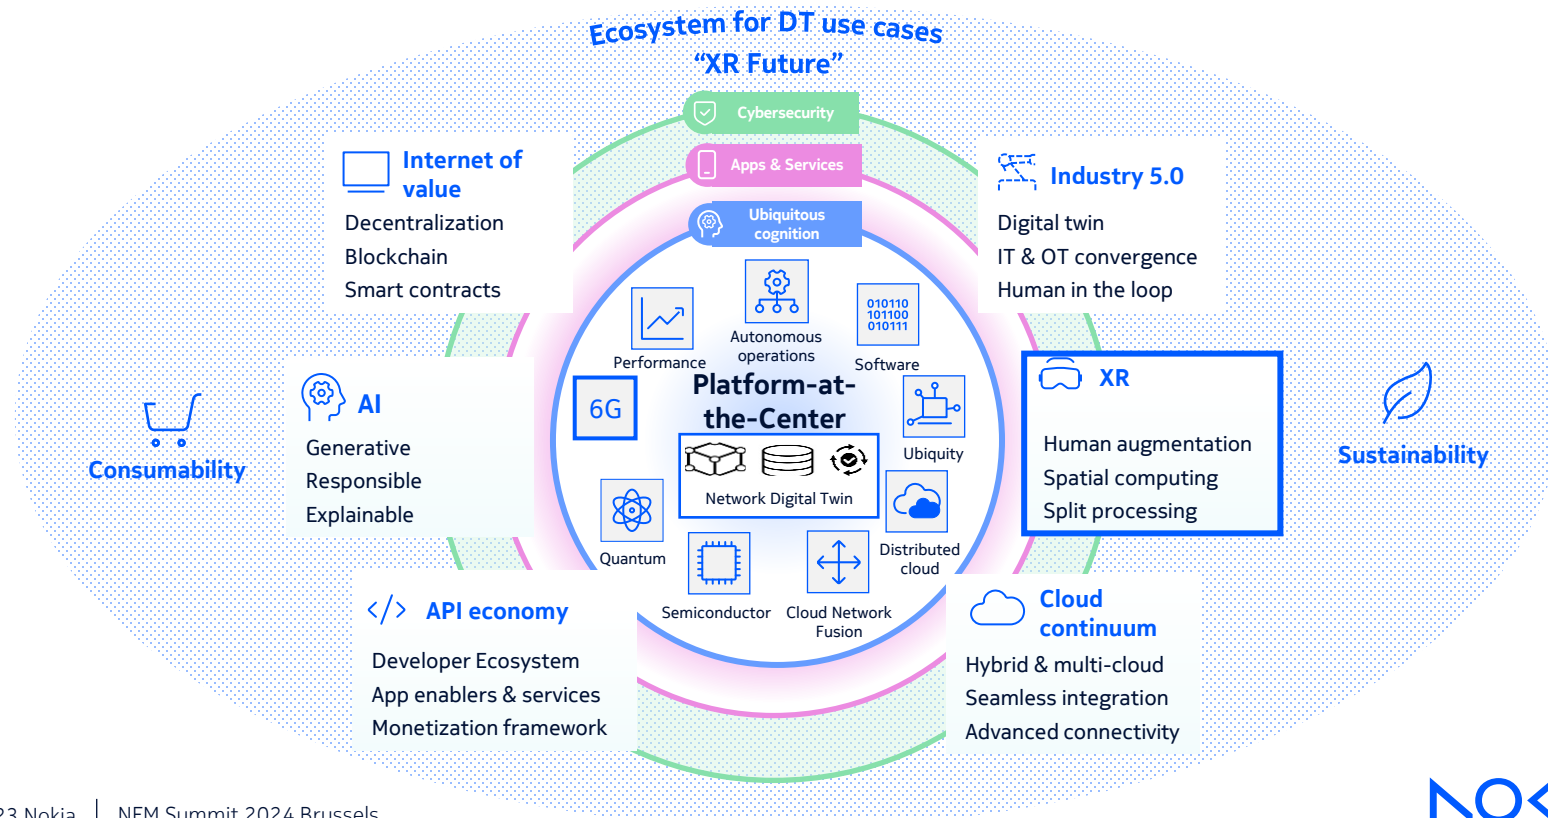 Ecosystem for DT use cases
“XR Future”
Cybersecurity
Apps & Services
Ubiquitous
cognition
Internet of
value
Decentralization
Blockchain
Smart contracts
Industry 5.0
Digital twin
IT & OT convergence
Human in the loop
Performance
Autonomous
operations
010110
101100
010111
Software
6G
Platform-at-
the-Center
Network Digital Twin
Ubiquity
Quantum
Semiconductor
Cloud Network
Fusion
Distributed
cloud
AI
Generative
Responsible
Explainable
XR
Human augmentation
Spatial computing
Split processing
Consumability
Sustainability
API economy
Developer Ecosystem
App enablers & services
Monetization framework
Cloud
continuum
Hybrid & multi-cloud
Seamless integration
Advanced connectivity
23 Nokia | NEM Summit 2024 Brussels